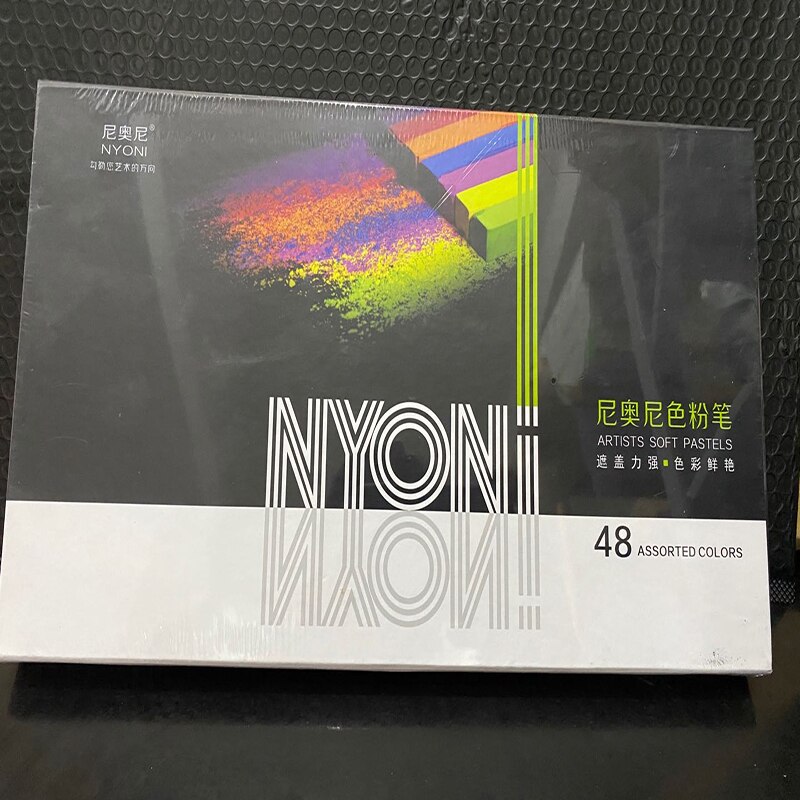 尼奥尼®
NYONI
勾勒您艺术的方向
NYONi
尼奥尼色粉笔
ARTISTS SOFT PASTELS
遮盖力强■色彩鲜艳
48 ASSORTED COLORS